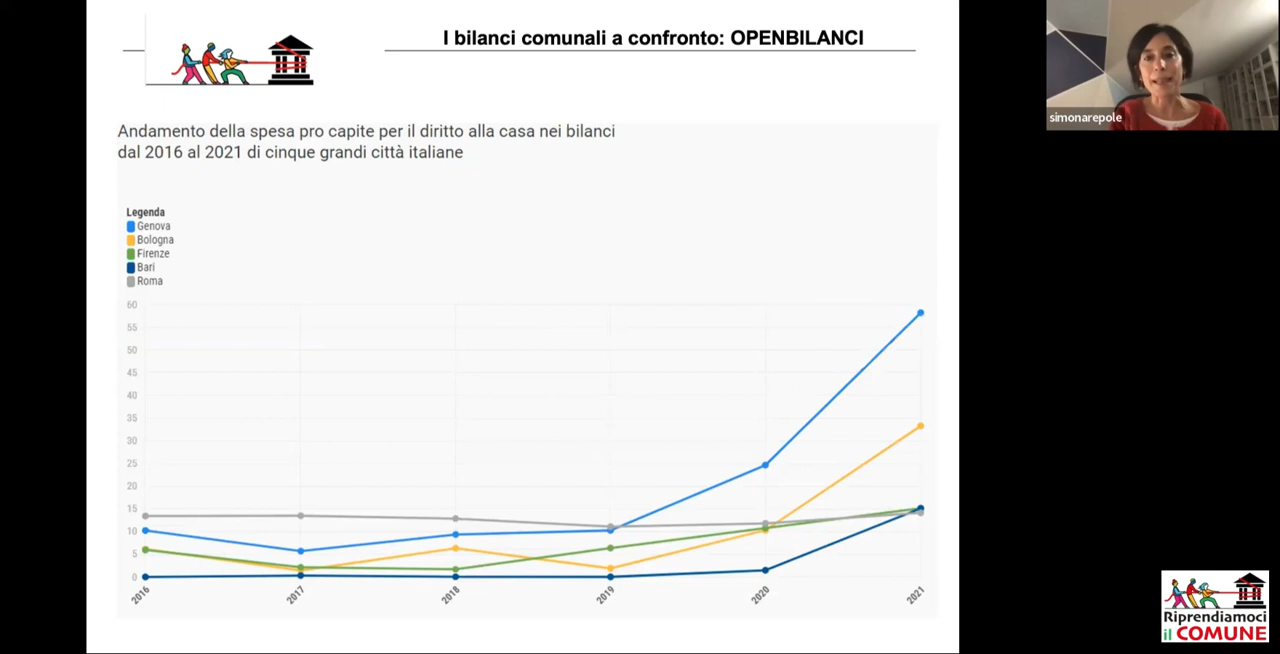 I bilanci comunali a confronto: OPENBILANCI
simonarepole
Andamento della spesa pro capite per il diritto alla casa nei bilanci
dal 2016 al 2021 di cinque grandi città italiane
Legenda
Genova
Bologna
Firenze
Bari
Roma
60
55
50
45
40
35
30
25
20
15
10
5
0
2016
2017
2018
2019
2020
2021
Riprendiamoci
il COMUNE